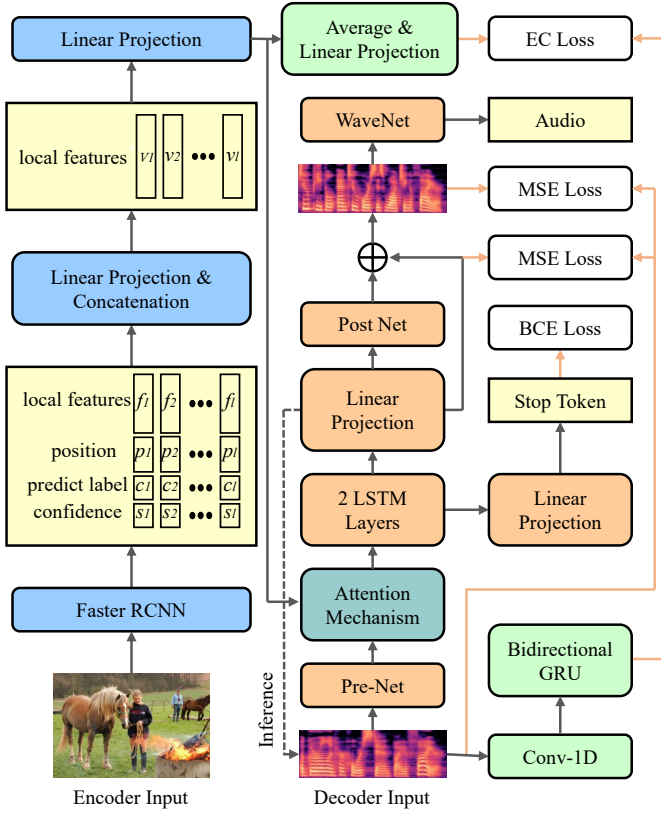 Linear Projection
Average &
Linear Projection
EC Loss
local features
v1 v2 ••• vl
WaveNet
Audio
MSE Loss
MSE Loss
Linear Projection &
Concatenation
Post Net
BCE Loss
local features f1 f2 ••• fl
position p1 p2 ••• pl
predict label c1 c2 ••• cl
confidence s1 s2 ••• sl
Linear
Projection
Stop Token
2 LSTM
Layers
Linear
Projection
Faster RCNN
Attention
Mechanism
Pre-Net
Bidirectional
GRU
Inference
Conv-1D
Encoder Input
Decoder Input